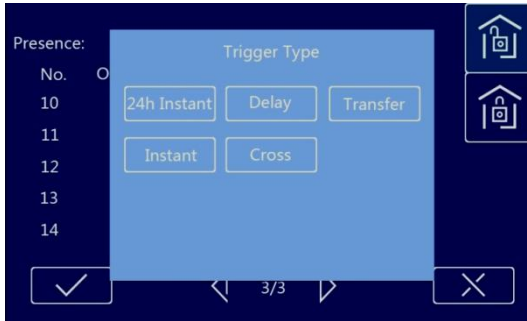 Presence:
Trigger Type
No. O
10
24h Instant Delay Transfer
11
Instant Cross
12
13
14
3/3